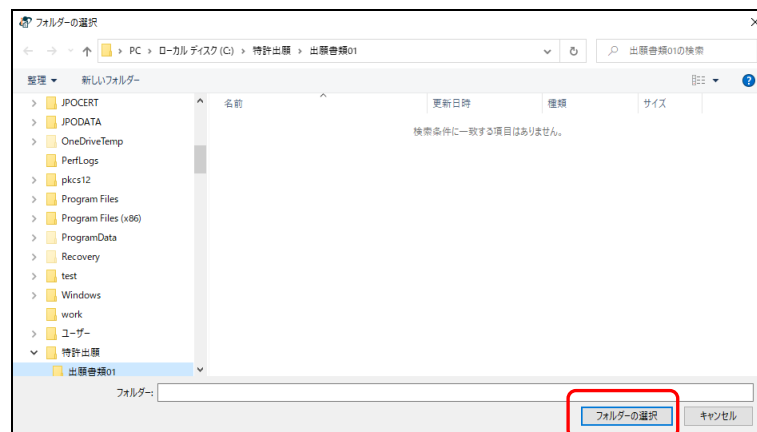 フォルダーの選択
PC › ローカル ディスク (C:) › 特許出願 › 出願書類01
出願書類01の検索
整理 新しいフォルダー
名前 更新日時 種類 サイズ
検索条件に一致する項目はありません。
JPOCERT
JPODATA
OneDriveTemp
PerfLogs
pkcs12
Program Files
Program Files (x86)
ProgramData
Recovery
test
Windows
work
ユーザー
特許出願
出願書類01
フォルダー:
フォルダーの選択 キャンセル